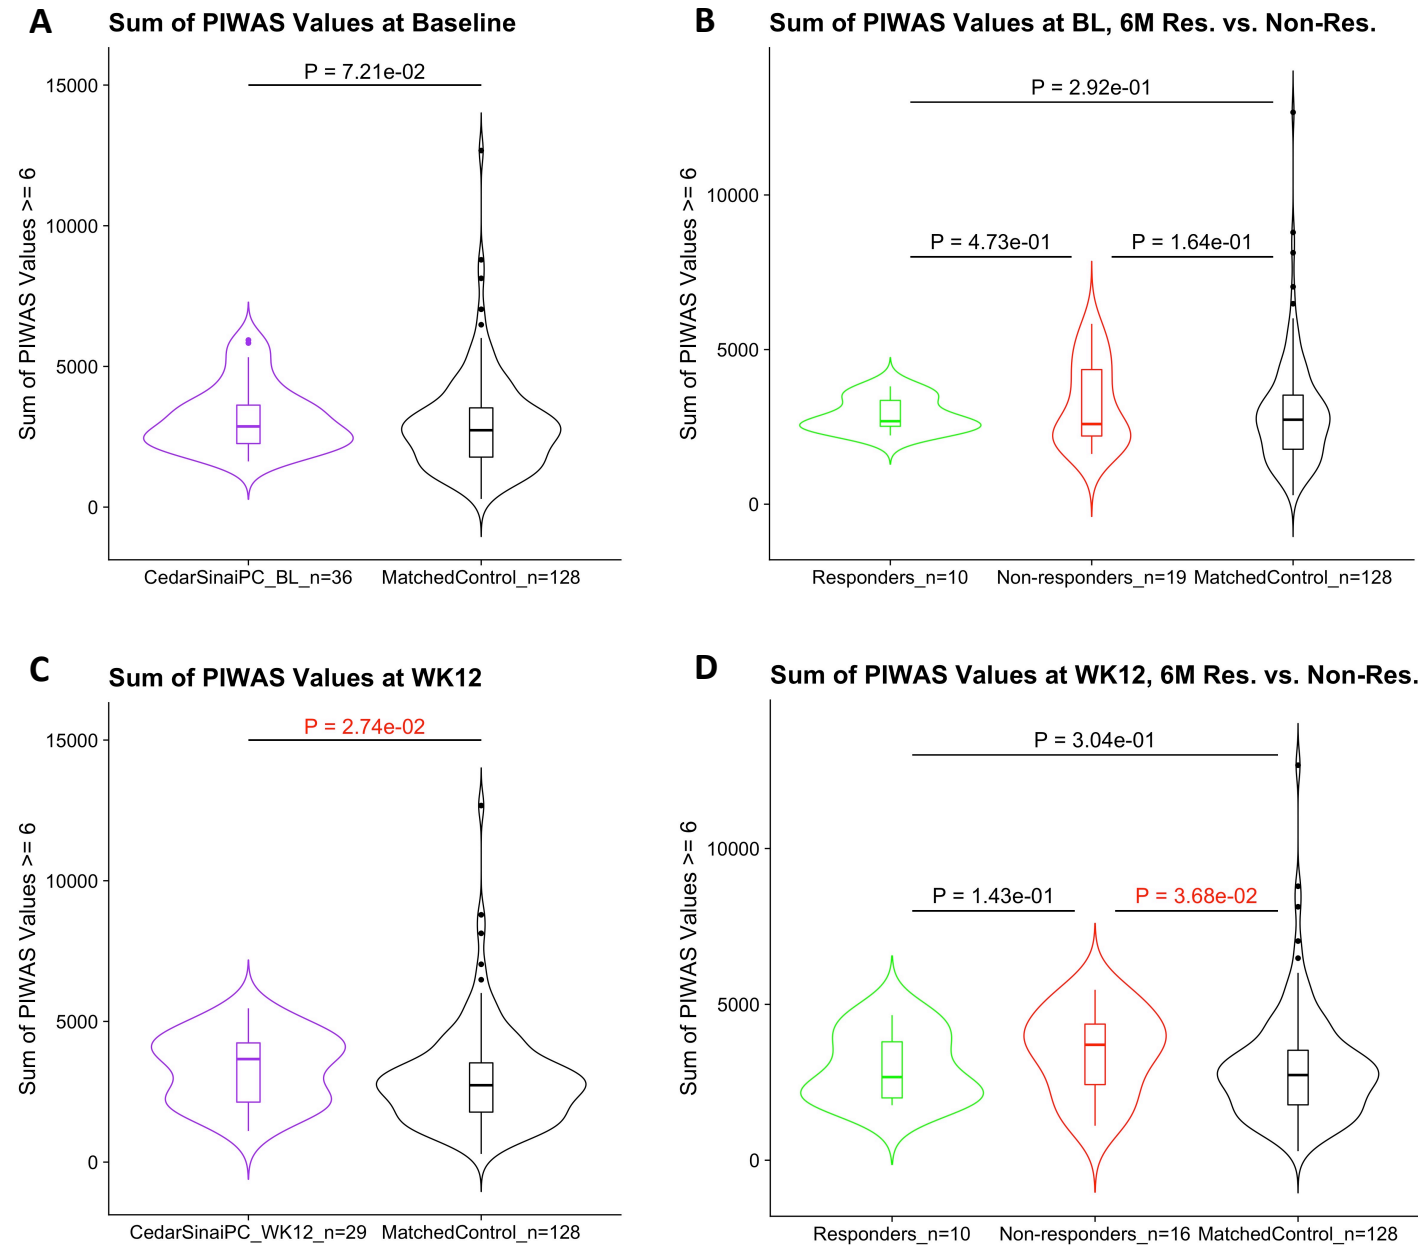 A
Sum of PIWAS Values at Baseline
P = 7.21e-02
15000
10000
5000
0
Sum of PIWAS Values >= 6
CedarSinaiPC_BL_n=36
MatchedControl_n=128
B
Sum of PIWAS Values at BL, 6M Res. vs. Non-Res.
P = 2.92e-01
P = 4.73e-01
P = 1.64e-01
10000
5000
0
Sum of PIWAS Values >= 6
Responders_n=10
Non-responders_n=19
MatchedControl_n=128
C
Sum of PIWAS Values at WK12
P = 2.74e-02
15000
10000
5000
0
Sum of PIWAS Values >= 6
CedarSinaiPC_WK12_n=29
MatchedControl_n=128
D
Sum of PIWAS Values at WK12, 6M Res. vs. Non-Res.
P = 3.04e-01
P = 1.43e-01
P = 3.68e-02
10000
5000
0
Sum of PIWAS Values >= 6
Responders_n=10
Non-responders_n=16
MatchedControl_n=128